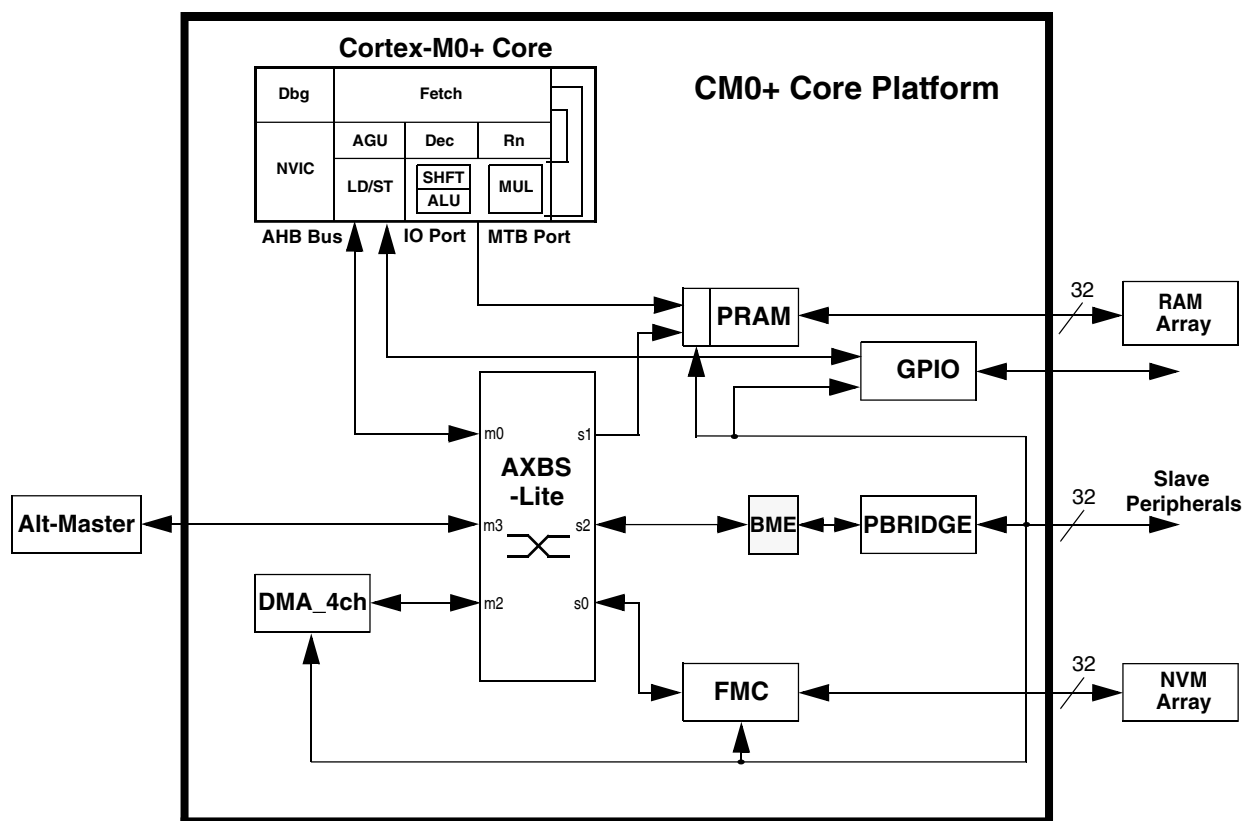 Cortex-M0+ Core
CM0+ Core Platform
Dbg
Fetch
AGU
Dec
Rn
NVIC
LD/ST
SHFT
ALU
MUL
AHB Bus
IO Port
MTB Port
PRAM
32
RAM
Array
GPIO
m0
s1
AXBS
-Lite
Alt-Master
m3
s2
BME
PBRIDGE
32
Slave
Peripherals
DMA_4ch
m2
s0
FMC
32
NVM
Array